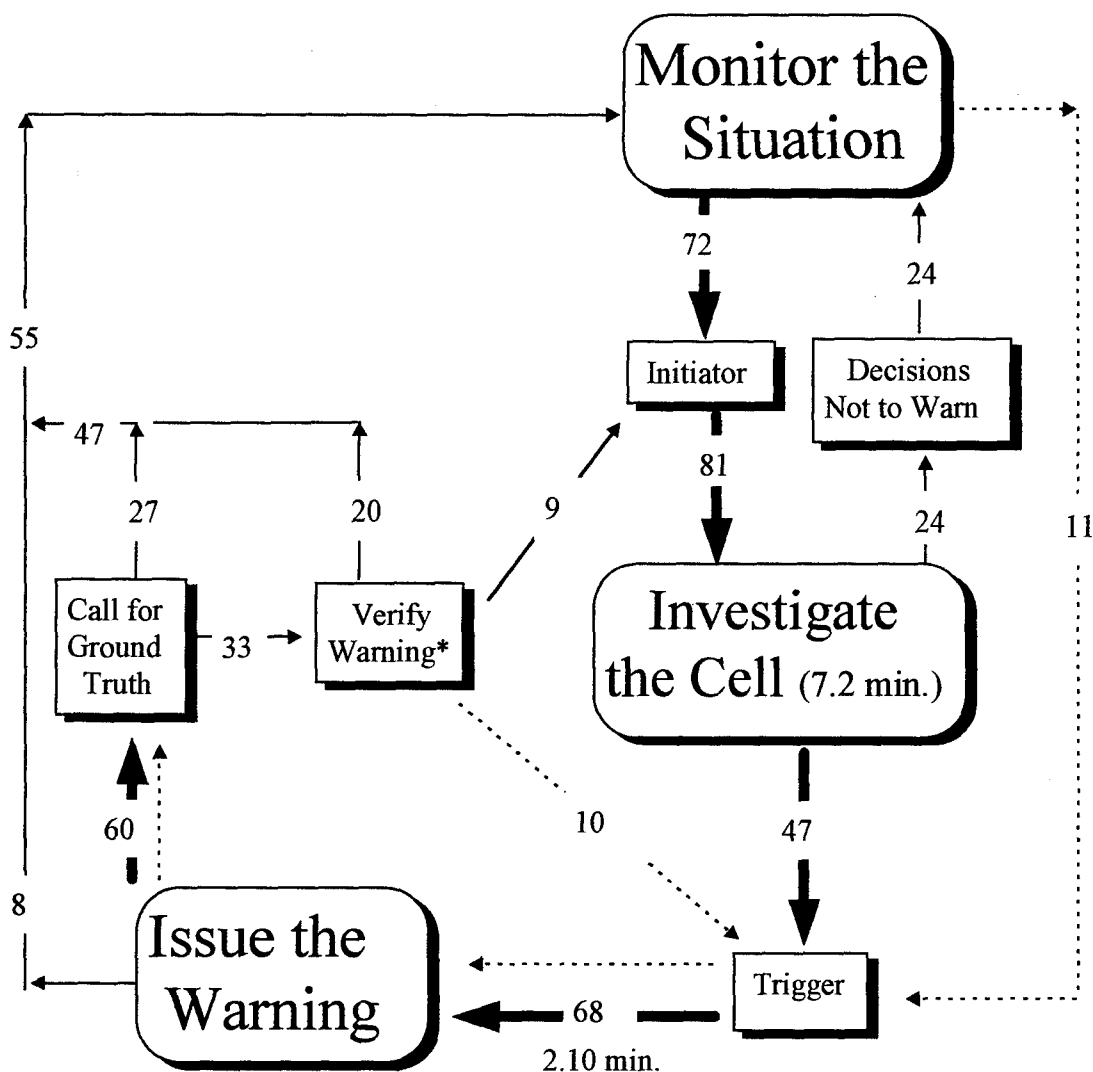 Monitor the
Situation
72
24
11
55
Initiator
Decisions
Not to Warn
47
81
27
20
9
24
Call for
Ground
Truth
33
Verify
Warning*
Investigate
the Cell (7.2 min.)
60
10
47
8
Issue the
Warning
Trigger
68
2.10 min.